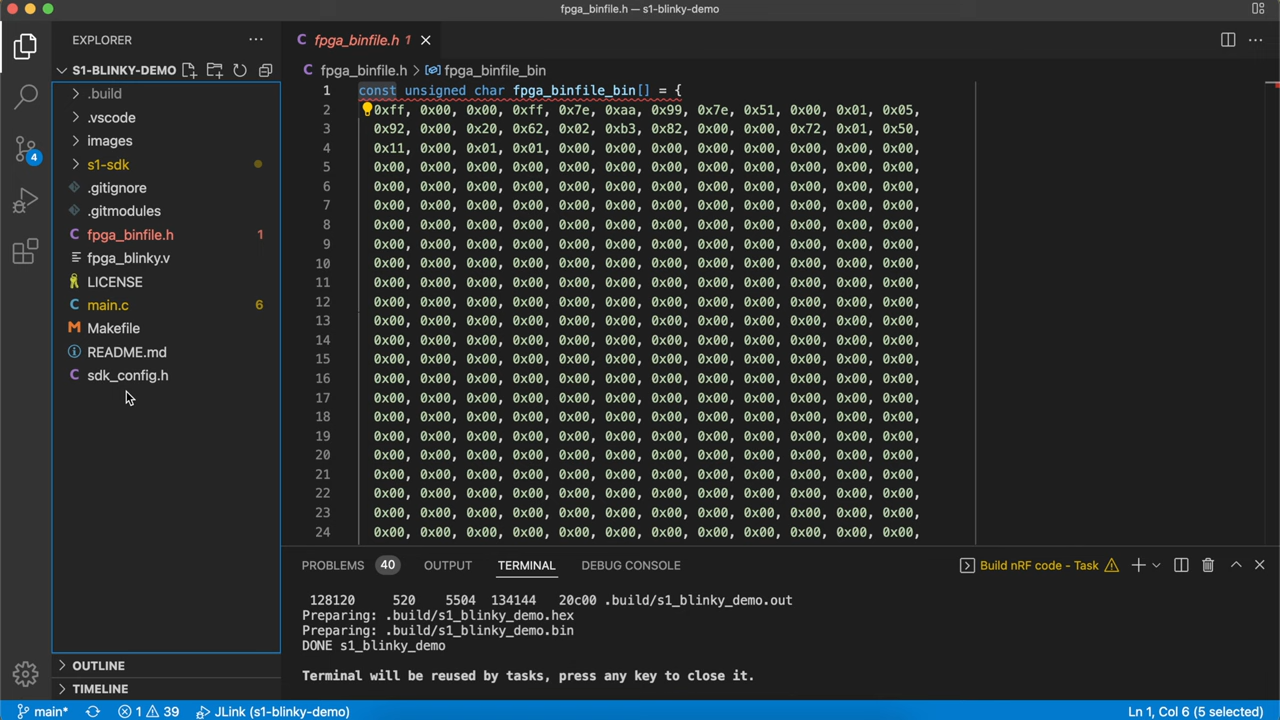 fpga_binfile.h — s1-blinky-demo
EXPLORER
S1-BLINKY-DEMO
.build
.vscode
images
s1-sdk
.gitignore
.gitmodules
C fpga_binfile.h 1
fpga_blinky.v
LICENSE
C main.c 6
M Makefile
README.md
C sdk_config.h
OUTLINE
TIMELINE
4
C fpga_binfile.h 1
C fpga_binfile.h > fpga_binfile_bin
1 const unsigned char fpga_binfile_bin[] = {
2 0xff, 0x00, 0x00, 0xff, 0x7e, 0xaa, 0x99, 0x7e, 0x51, 0x00, 0x01, 0x05,
3 0x92, 0x00, 0x20, 0x62, 0x02, 0xb3, 0x82, 0x00, 0x00, 0x72, 0x01, 0x50,
4 0x11, 0x00, 0x01, 0x01, 0x00, 0x00, 0x00, 0x00, 0x00, 0x00, 0x00, 0x00,
5 0x00, 0x00, 0x00, 0x00, 0x00, 0x00, 0x00, 0x00, 0x00, 0x00, 0x00, 0x00,
6 0x00, 0x00, 0x00, 0x00, 0x00, 0x00, 0x00, 0x00, 0x00, 0x00, 0x00, 0x00,
7 0x00, 0x00, 0x00, 0x00, 0x00, 0x00, 0x00, 0x00, 0x00, 0x00, 0x00, 0x00,
8 0x00, 0x00, 0x00, 0x00, 0x00, 0x00, 0x00, 0x00, 0x00, 0x00, 0x00, 0x00,
9 0x00, 0x00, 0x00, 0x00, 0x00, 0x00, 0x00, 0x00, 0x00, 0x00, 0x00, 0x00,
10 0x00, 0x00, 0x00, 0x00, 0x00, 0x00, 0x00, 0x00, 0x00, 0x00, 0x00, 0x00,
11 0x00, 0x00, 0x00, 0x00, 0x00, 0x00, 0x00, 0x00, 0x00, 0x00, 0x00, 0x00,
12 0x00, 0x00, 0x00, 0x00, 0x00, 0x00, 0x00, 0x00, 0x00, 0x00, 0x00, 0x00,
13 0x00, 0x00, 0x00, 0x00, 0x00, 0x00, 0x00, 0x00, 0x00, 0x00, 0x00, 0x00,
14 0x00, 0x00, 0x00, 0x00, 0x00, 0x00, 0x00, 0x00, 0x00, 0x00, 0x00, 0x00,
15 0x00, 0x00, 0x00, 0x00, 0x00, 0x00, 0x00, 0x00, 0x00, 0x00, 0x00, 0x00,
16 0x00, 0x00, 0x00, 0x00, 0x00, 0x00, 0x00, 0x00, 0x00, 0x00, 0x00, 0x00,
17 0x00, 0x00, 0x00, 0x00, 0x00, 0x00, 0x00, 0x00, 0x00, 0x00, 0x00, 0x00,
18 0x00, 0x00, 0x00, 0x00, 0x00, 0x00, 0x00, 0x00, 0x00, 0x00, 0x00, 0x00,
19 0x00, 0x00, 0x00, 0x00, 0x00, 0x00, 0x00, 0x00, 0x00, 0x00, 0x00, 0x00,
20 0x00, 0x00, 0x00, 0x00, 0x00, 0x00, 0x00, 0x00, 0x00, 0x00, 0x00, 0x00,
21 0x00, 0x00, 0x00, 0x00, 0x00, 0x00, 0x00, 0x00, 0x00, 0x00, 0x00, 0x00,
22 0x00, 0x00, 0x00, 0x00, 0x00, 0x00, 0x00, 0x00, 0x00, 0x00, 0x00, 0x00,
23 0x00, 0x00, 0x00, 0x00, 0x00, 0x00, 0x00, 0x00, 0x00, 0x00, 0x00, 0x00,
24 0x00, 0x00, 0x00, 0x00, 0x00, 0x00, 0x00, 0x00, 0x00, 0x00, 0x00, 0x00,
PROBLEMS 40 OUTPUT TERMINAL DEBUG CONSOLE Build nRF code - Task
128120 520 5504 134144 20c00 .build/s1_blinky_demo.out
Preparing: .build/s1_blinky_demo.hex
Preparing: .build/s1_blinky_demo.bin
DONE s1_blinky_demo
Terminal will be reused by tasks, press any key to close it.
main* 1 39 JLink (s1-blinky-demo) Ln 1, Col 6 (5 selected)